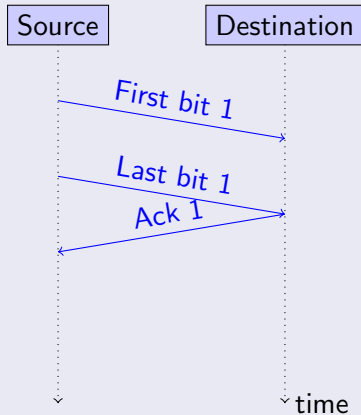 Source
Destination
First bit 1
Last bit 1
Ack 1
time